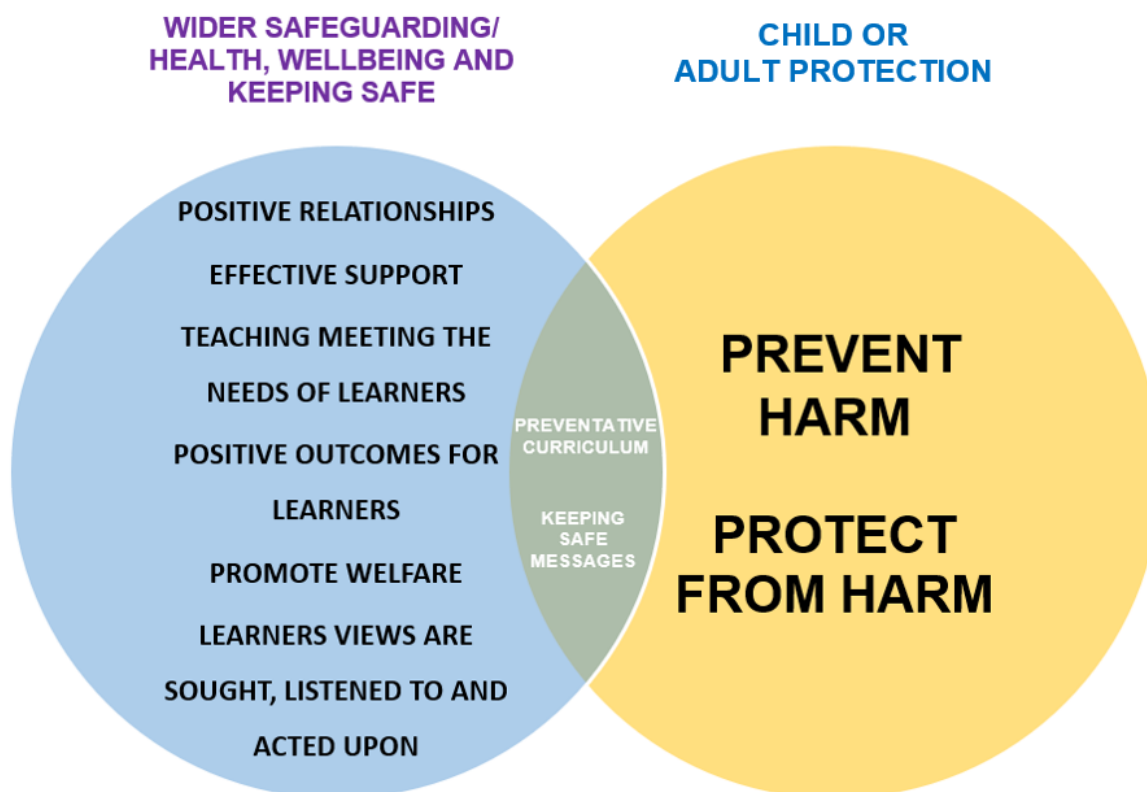 WIDER SAFEGUARDING/
HEALTH, WELLBEING AND
KEEPING SAFE
CHILD OR
ADULT PROTECTION
POSITIVE RELATIONSHIPS
EFFECTIVE SUPPORT
TEACHING MEETING THE
NEEDS OF LEARNERS
POSITIVE OUTCOMES FOR
LEARNERS
PROMOTE WELFARE
LEARNERS VIEWS ARE
SOUGHT, LISTENED TO AND
ACTED UPON
PREVENTATIVE
CURRICULUM
KEEPING
SAFE
MESSAGES
PREVENT
HARM
PROTECT
FROM HARM